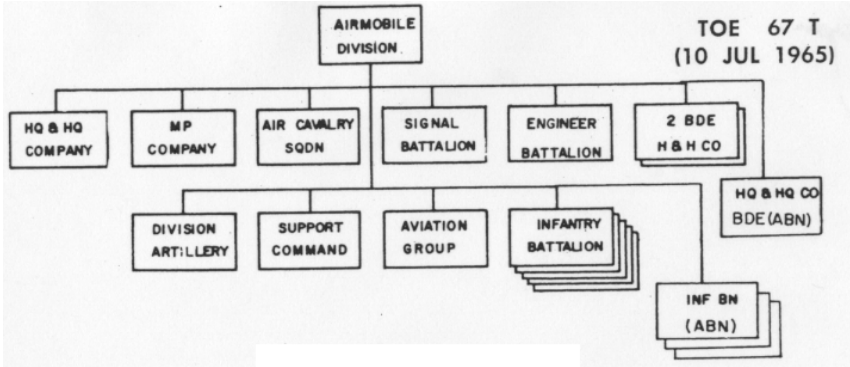 AIRMOBILE
DIVISION
TOE 67 T
(10 JUL 1965)
HQ & HQ
COMPANY
MP
COMPANY
AIR CAVALRY
SQDN
SIGNAL
BATTALION
ENGINEER
BATTALION
2 BDE
H & H CO
HQ & HQ CO
BDE (ABN)
DIVISION
ARTILLERY
SUPPORT
COMMAND
AVIATION
GROUP
INFANTRY
BATTALION
INF BN
(ABN)